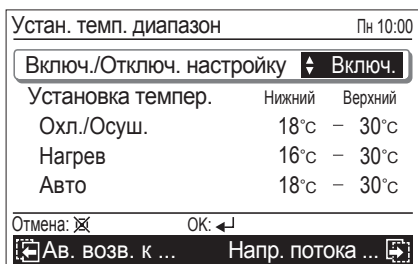 Устан. темп. диапазон Пн 10:00
Включ./Отключ. настройку Включ.
Установка темпер. Нижний Верхний
Охл./Осуш. 18°C – 30°C
Нагрев 16°C – 30°C
Авто 18°C – 30°C
Отмена: OK:
Ав. возв. к ... Напр. потока ...